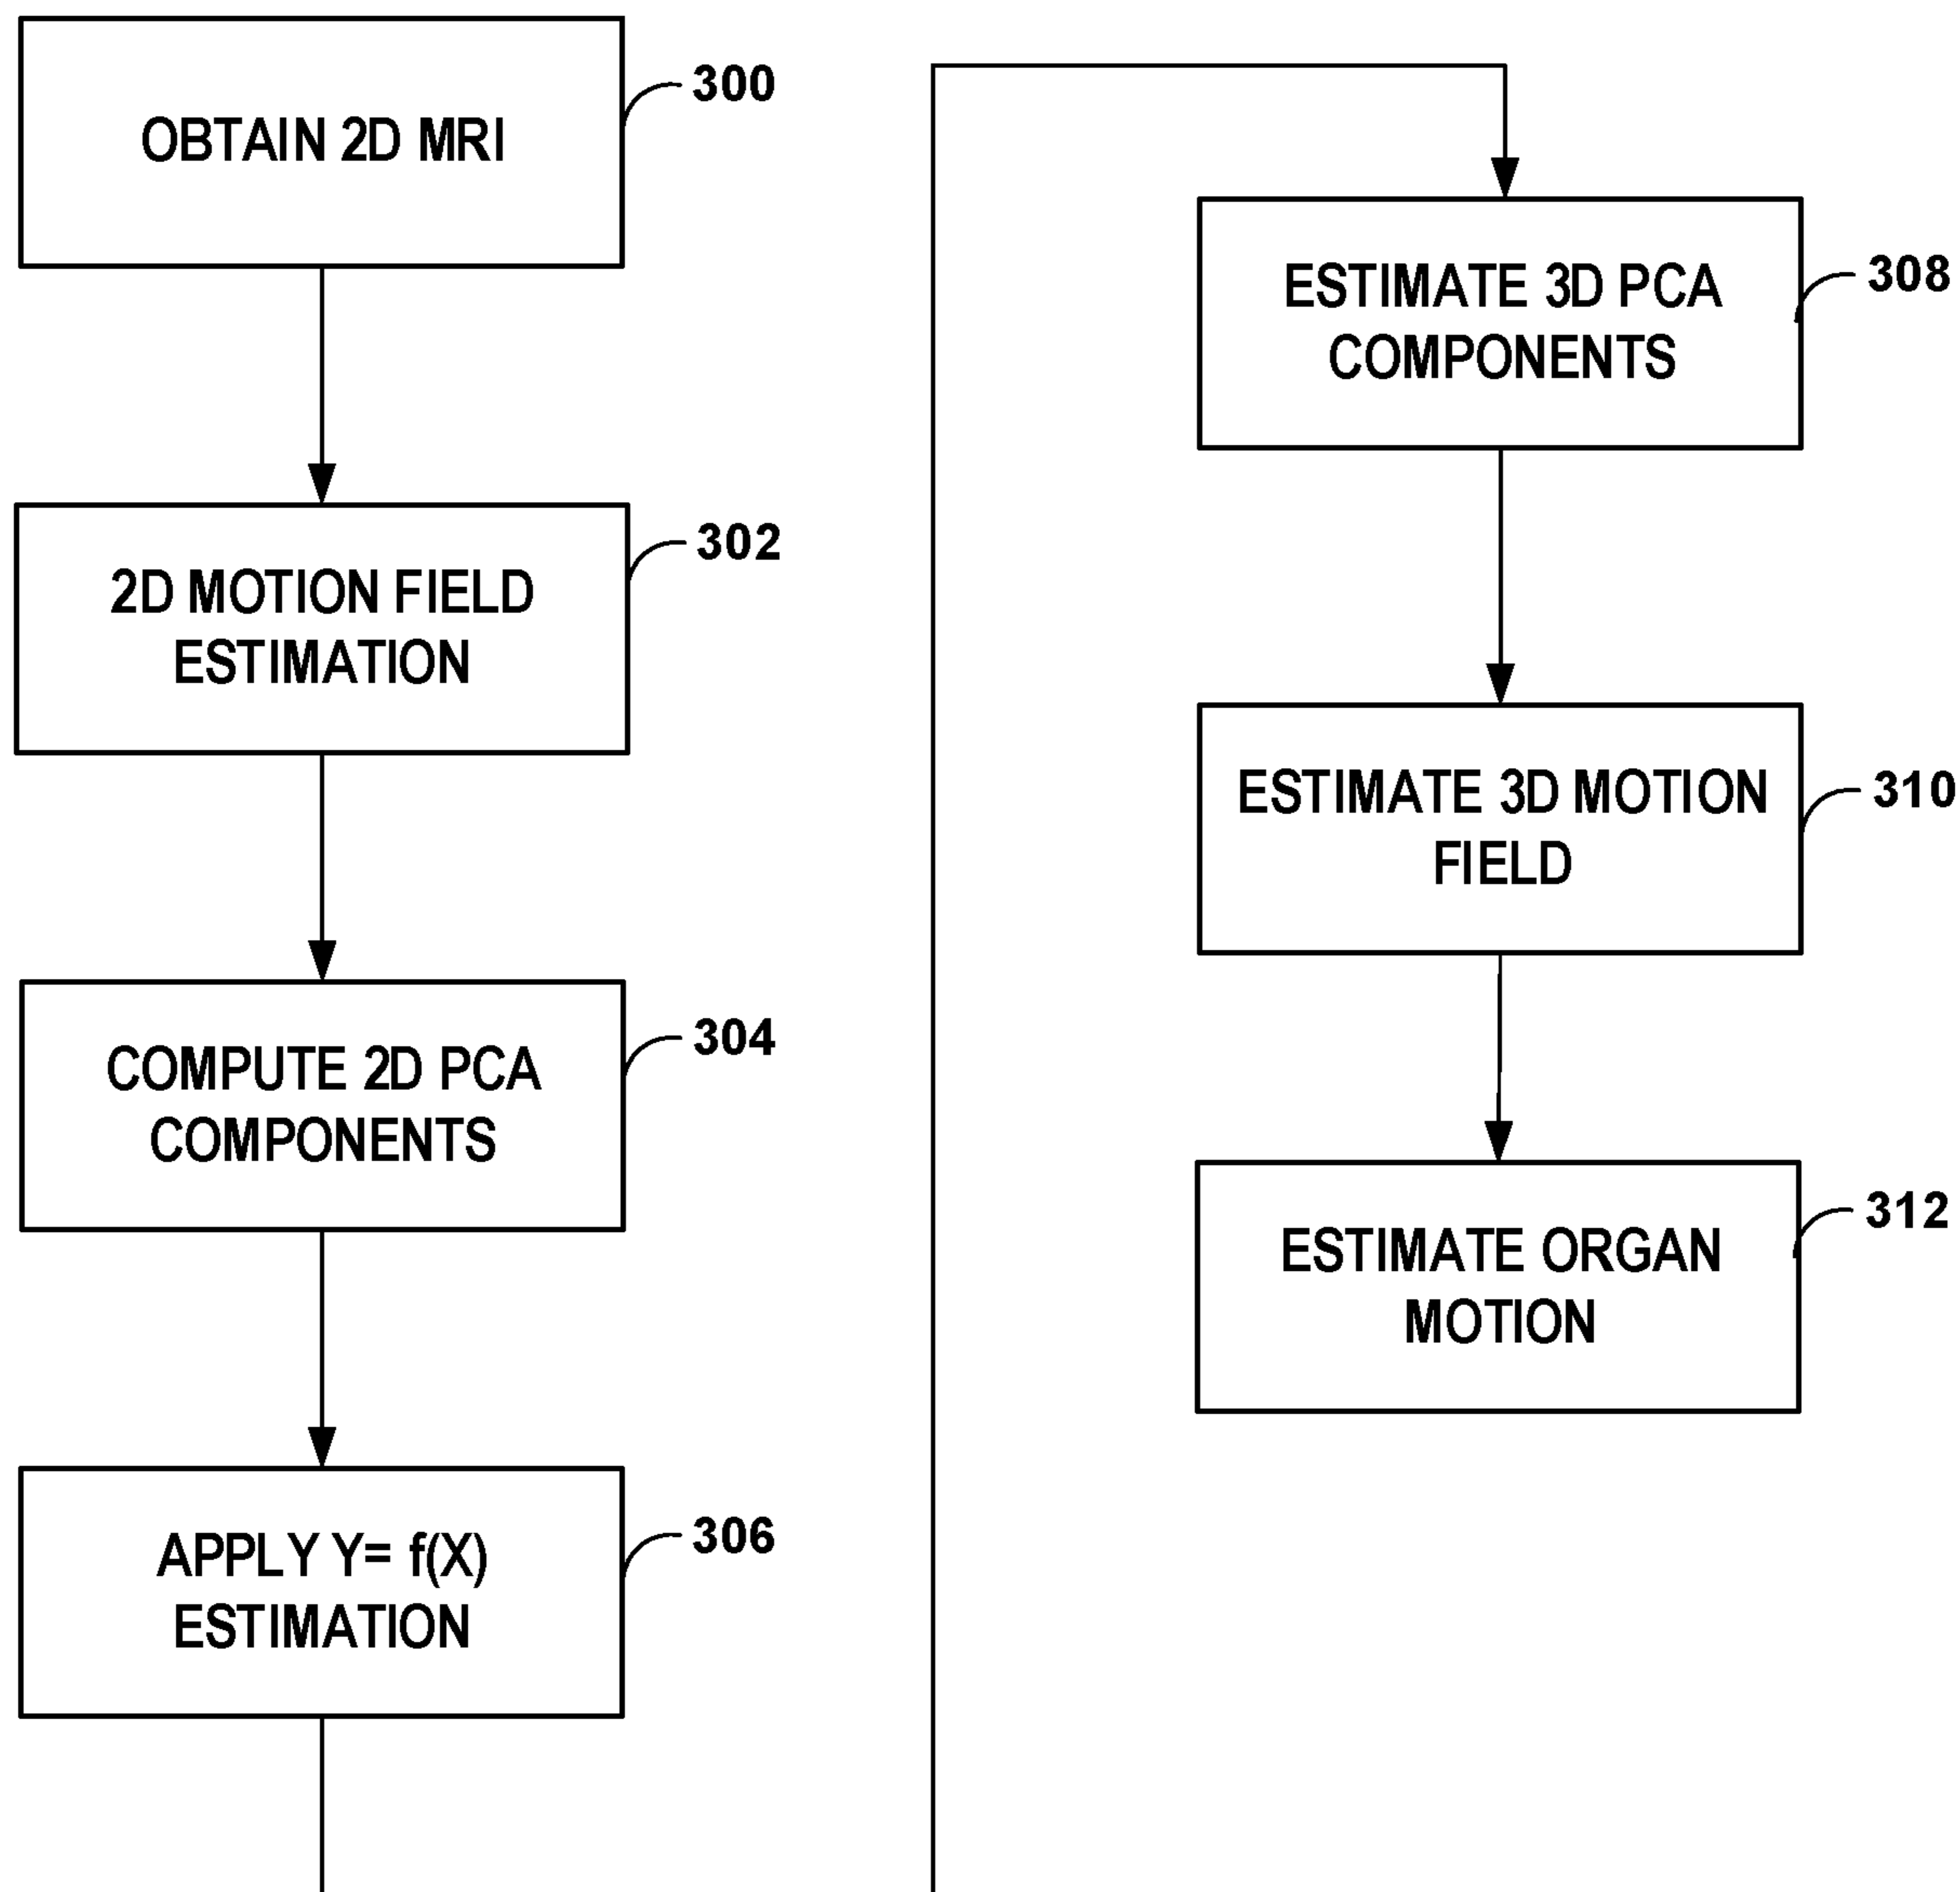 OBTAIN 2D MRI
300
2D MOTION FIELD
ESTIMATION
302
COMPUTE 2D PCA
COMPONENTS
304
APPLY Y= f(X)
ESTIMATION
306
ESTIMATE 3D PCA
COMPONENTS
308
ESTIMATE 3D MOTION
FIELD
310
ESTIMATE ORGAN
MOTION
312